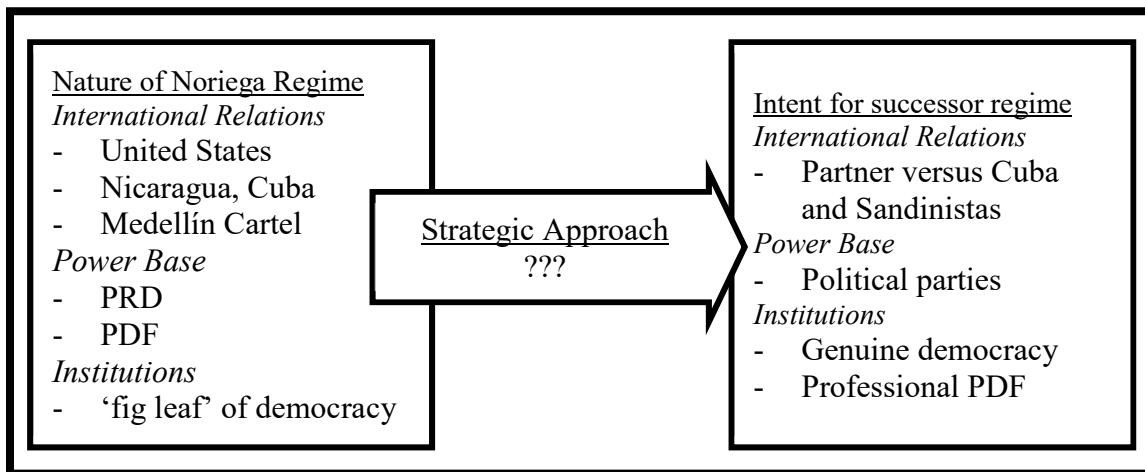 Nature of Noriega Regime
International Relations
- United States
- Nicaragua, Cuba
- Medellín Cartel
Power Base
- PRD
- PDF
Institutions
- ‘fig leaf’ of democracy
Strategic Approach
???
Intent for successor regime
International Relations
- Partner versus Cuba
and Sandinistas
Power Base
- Political parties
Institutions
- Genuine democracy
- Professional PDF